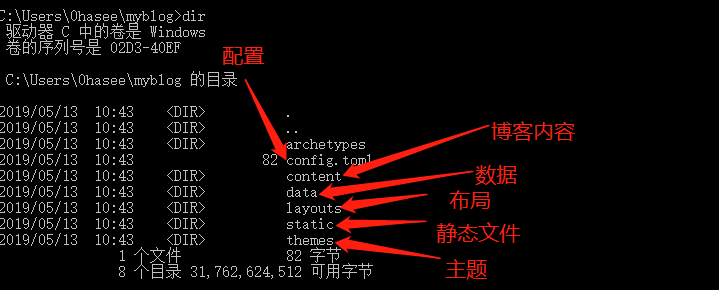 C:\Users\0hasee\myblog>dir
驱动器 C 中的卷是 Windows
卷的序列号是 02D3-40EF
配置
C:\Users\0hasee\myblog 的目录
2019/05/13 10:43 <DIR> .
2019/05/13 10:43 <DIR> ..
2019/05/13 10:43 <DIR> archetypes
2019/05/13 10:43 82 config.toml
博客内容
2019/05/13 10:43 <DIR> content
数据
2019/05/13 10:43 <DIR> data
布局
2019/05/13 10:43 <DIR> layouts
静态文件
2019/05/13 10:43 <DIR> static
主题
2019/05/13 10:43 <DIR> themes
1 个文件 82 字节
8 个目录 31,762,624,512 可用字节